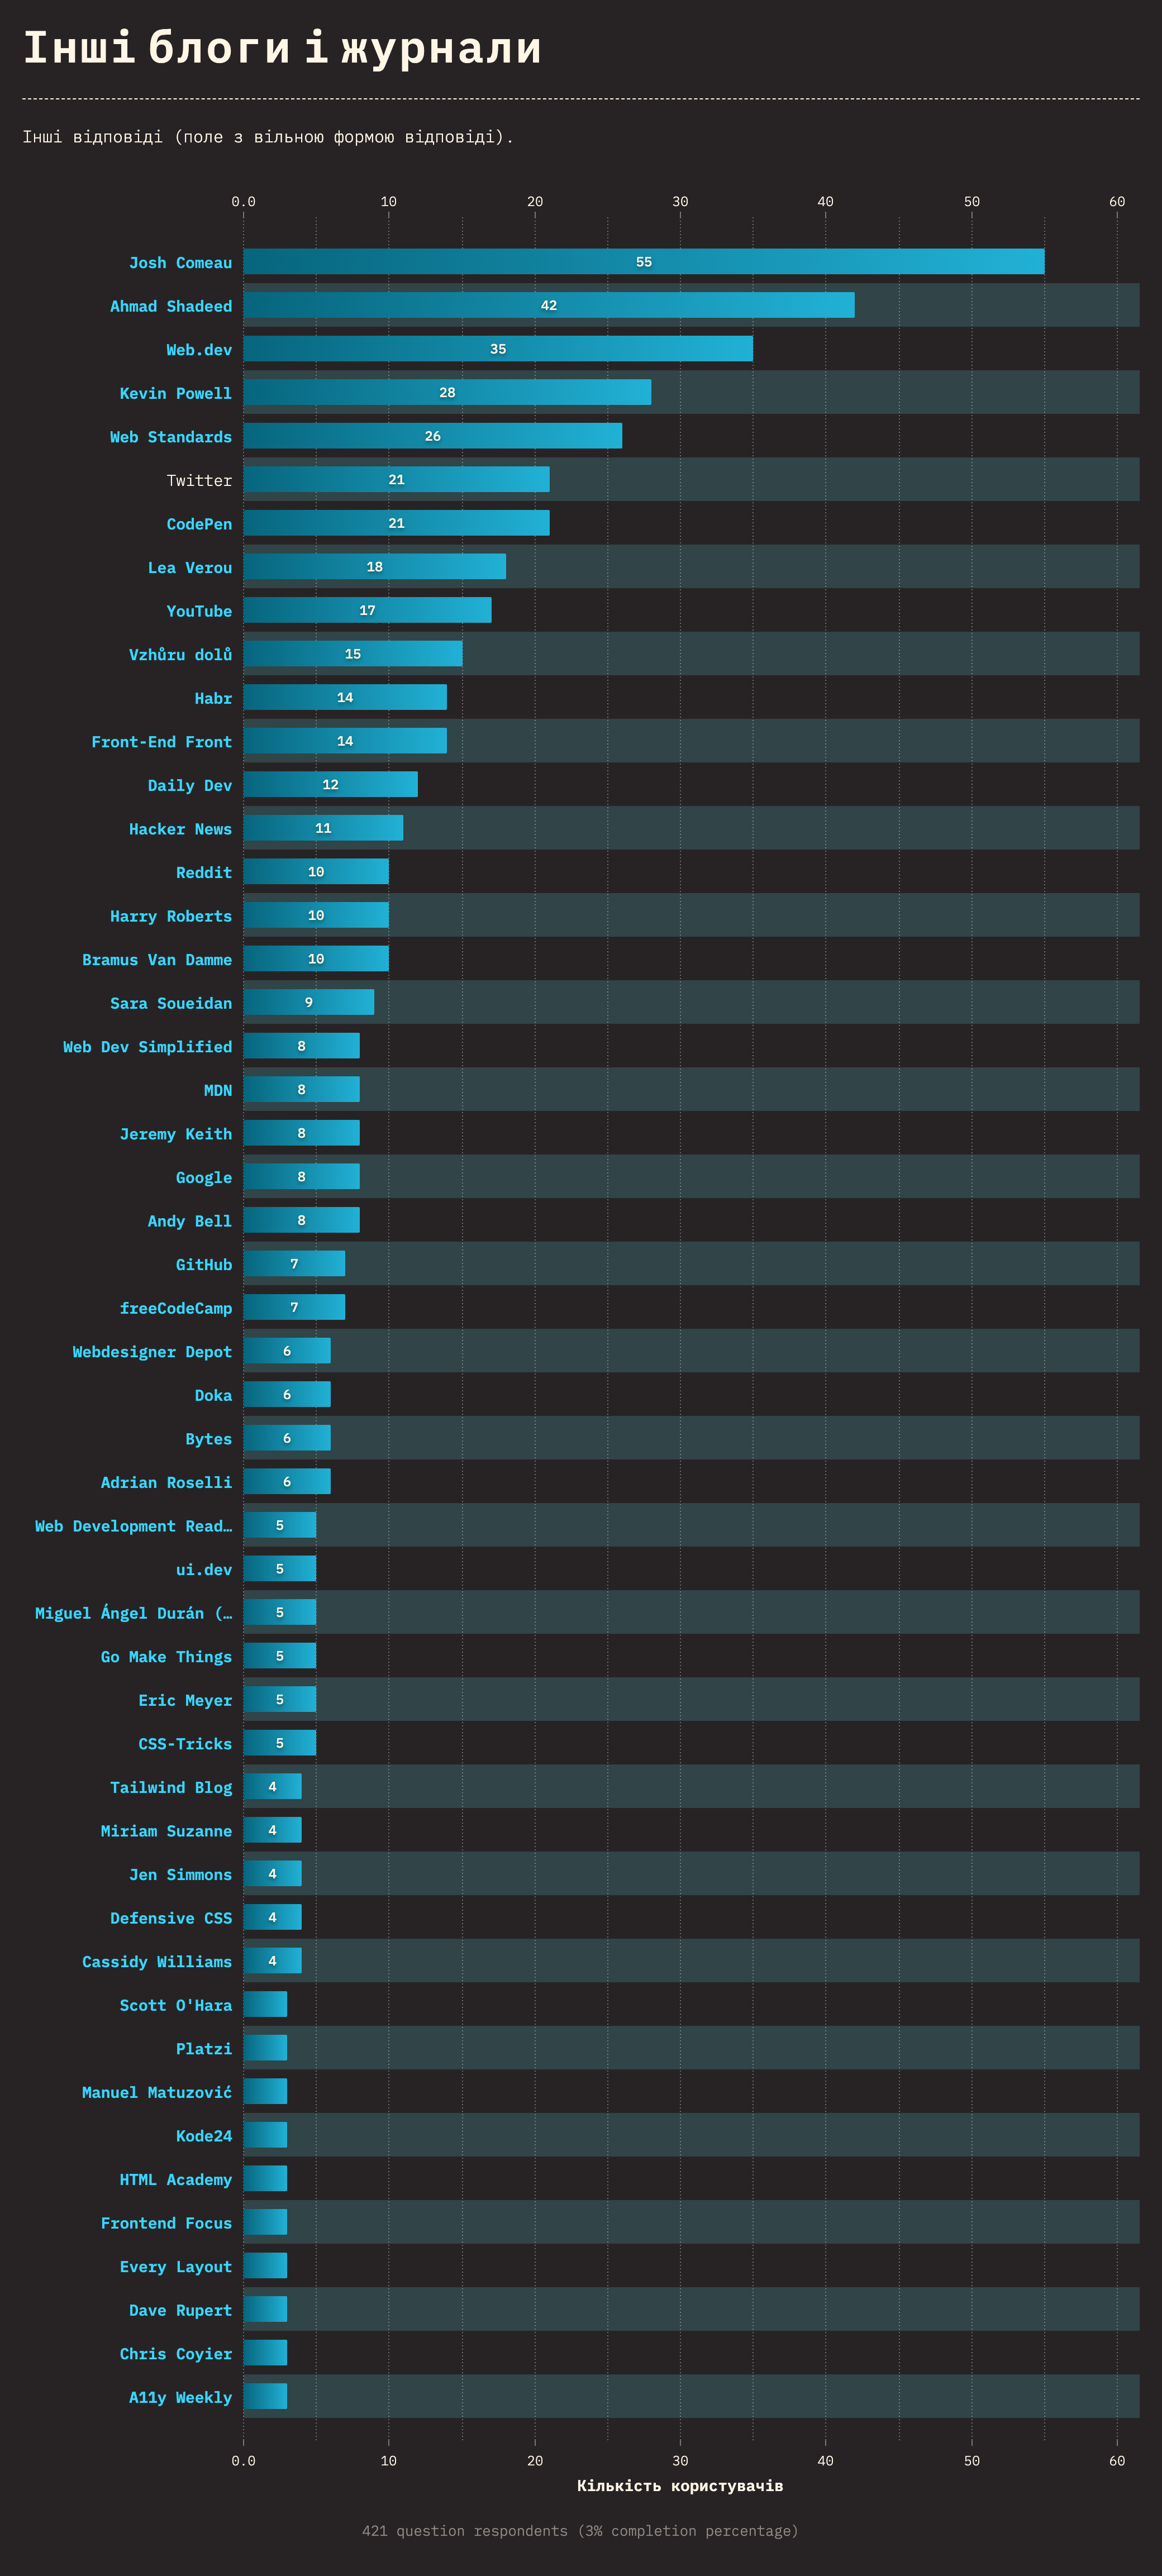 Інші блоги і журнали
Інші відповіді (поле з вільною формою відповіді).
0.0 10 20 30 40 50 60
Josh Comeau 55
Ahmad Shadeed 42
Web.dev 35
Kevin Powell 28
Web Standards 26
Twitter 21
CodePen 21
Lea Verou 18
YouTube 17
Vzhůru dolů 15
Habr 14
Front-End Front 14
Daily Dev 12
Hacker News 11
Reddit 10
Harry Roberts 10
Bramus Van Damme 10
Sara Soueidan 9
Web Dev Simplified 8
MDN 8
Jeremy Keith 8
Google 8
Andy Bell 8
GitHub 7
freeCodeCamp 7
Webdesigner Depot 6
Doka 6
Bytes 6
Adrian Roselli 6
Web Development Read… 5
ui.dev 5
Miguel Ángel Durán (… 5
Go Make Things 5
Eric Meyer 5
CSS-Tricks 5
Tailwind Blog 4
Miriam Suzanne 4
Jen Simmons 4
Defensive CSS 4
Cassidy Williams 4
Scott O'Hara
Platzi
Manuel Matuzović
Kode24
HTML Academy
Frontend Focus
Every Layout
Dave Rupert
Chris Coyier
A11y Weekly
0.0 10 20 30 40 50 60
Кількість користувачів
421 question respondents (3% completion percentage)